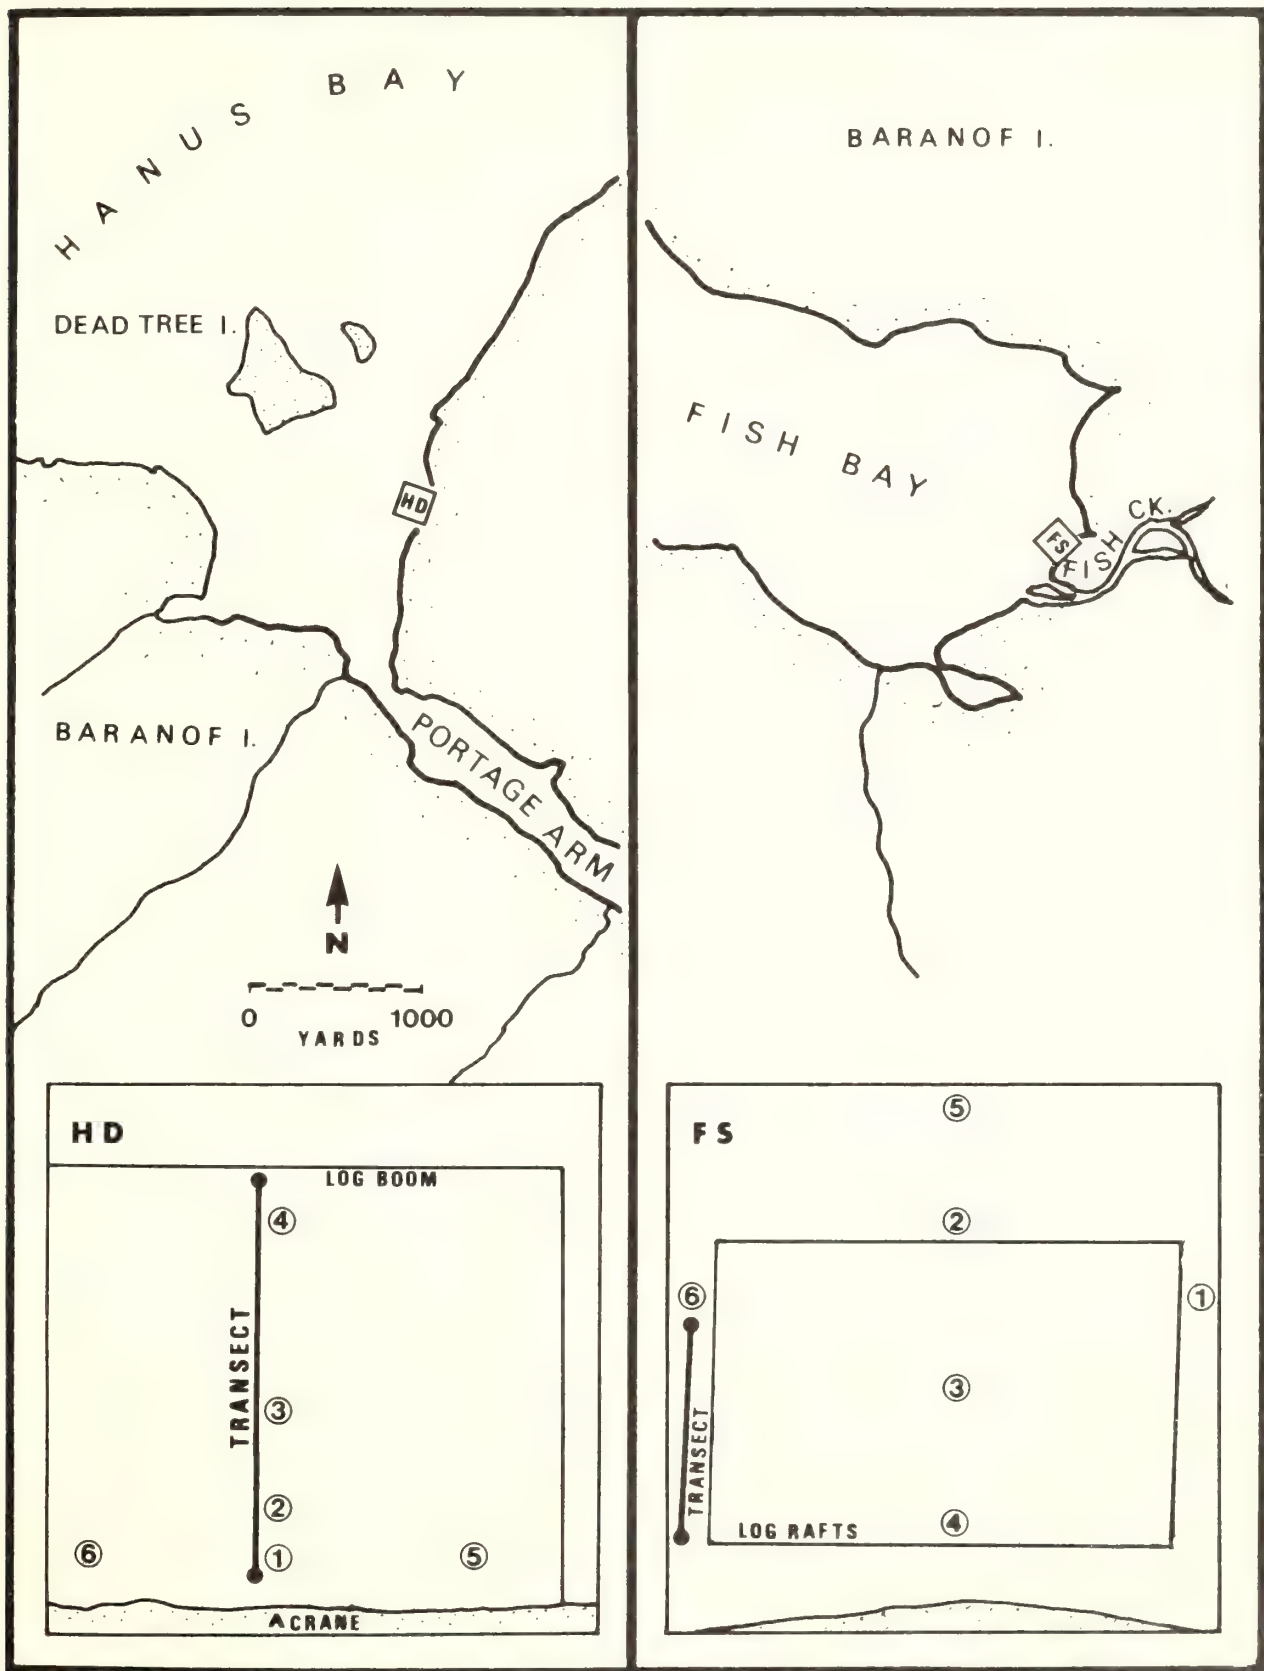 HANUS BAY
DEAD TREE I.
HD
BARANOF I.
PORTAGE ARM
N
0 1000
YARDS
HD
LOG BOOM
④
TRANSECT
③
②
⑥ ① ⑤
CRANE
BARANOF I.
FISH BAY
FS
FISH CK.
FS
⑤
②
⑥ ①
③
TRANSECT
LOG RAFTS ④